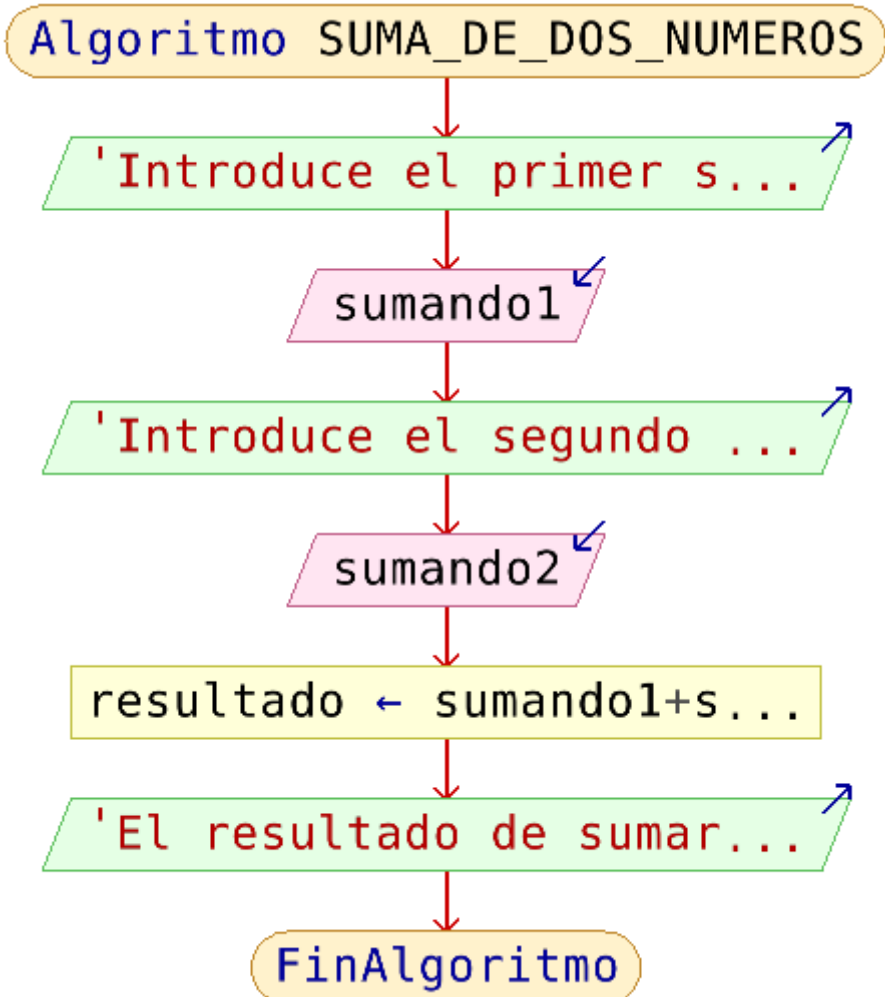 Algoritmo SUMA_DE_DOS_NUMEROS
'Introduce el primer s...
sumando1
'Introduce el segundo ...
sumando2
resultado ← sumando1+s...
'El resultado de sumar...
FinAlgoritmo